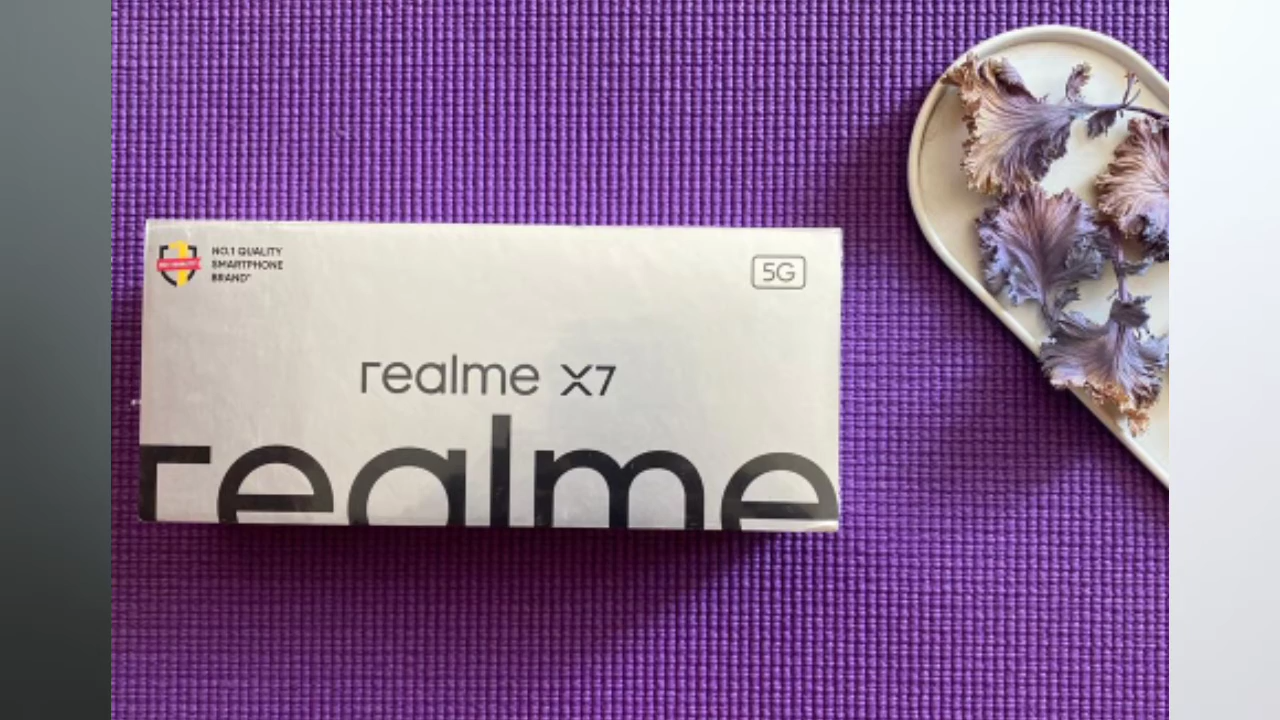 NO.1 QUALITY
SMARTPHONE
BRAND*
5G
realme X7
realme